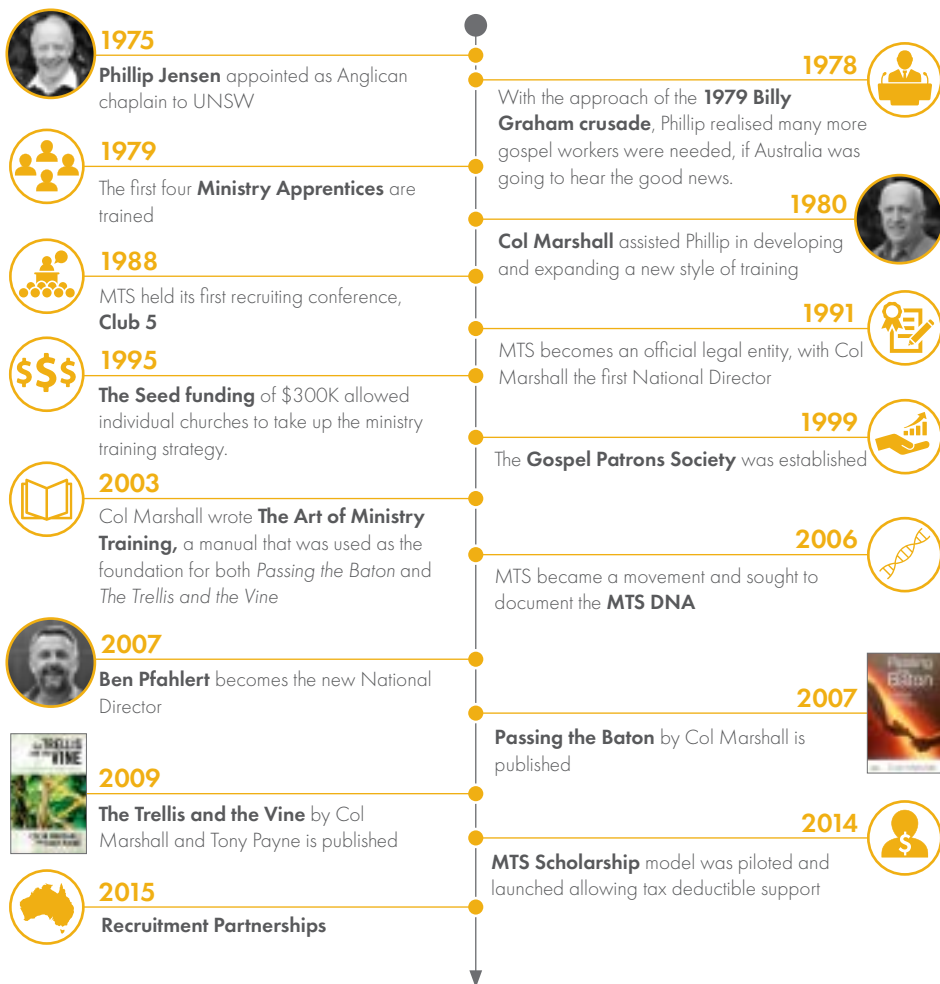 1975
Phillip Jensen appointed as Anglican
chaplain to UNSW
1978
With the approach of the 1979 Billy
Graham crusade, Phillip realised many more
gospel workers were needed, if Australia was
going to hear the good news.
1979
The first four Ministry Apprentices are
trained
1980
Col Marshall assisted Phillip in developing
and expanding a new style of training
1988
MTS held its first recruiting conference,
Club 5
1991
MTS becomes an official legal entity, with Col
Marshall the first National Director
$$$
1995
The Seed funding of $300K allowed
individual churches to take up the ministry
training strategy.
1999
The Gospel Patrons Society was established
2003
Col Marshall wrote The Art of Ministry
Training, a manual that was used as the
foundation for both Passing the Baton and
The Trellis and the Vine
2006
MTS became a movement and sought to
document the MTS DNA
2007
Ben Pfahlert becomes the new National
Director
2007
Passing the Baton by Col Marshall is
published
Passing
the
Baton
2009
The Trellis and the Vine by Col
Marshall and Tony Payne is published
TRELLIS
VINE
2014
MTS Scholarship model was piloted and
launched allowing tax deductible support
$
2015
Recruitment Partnerships